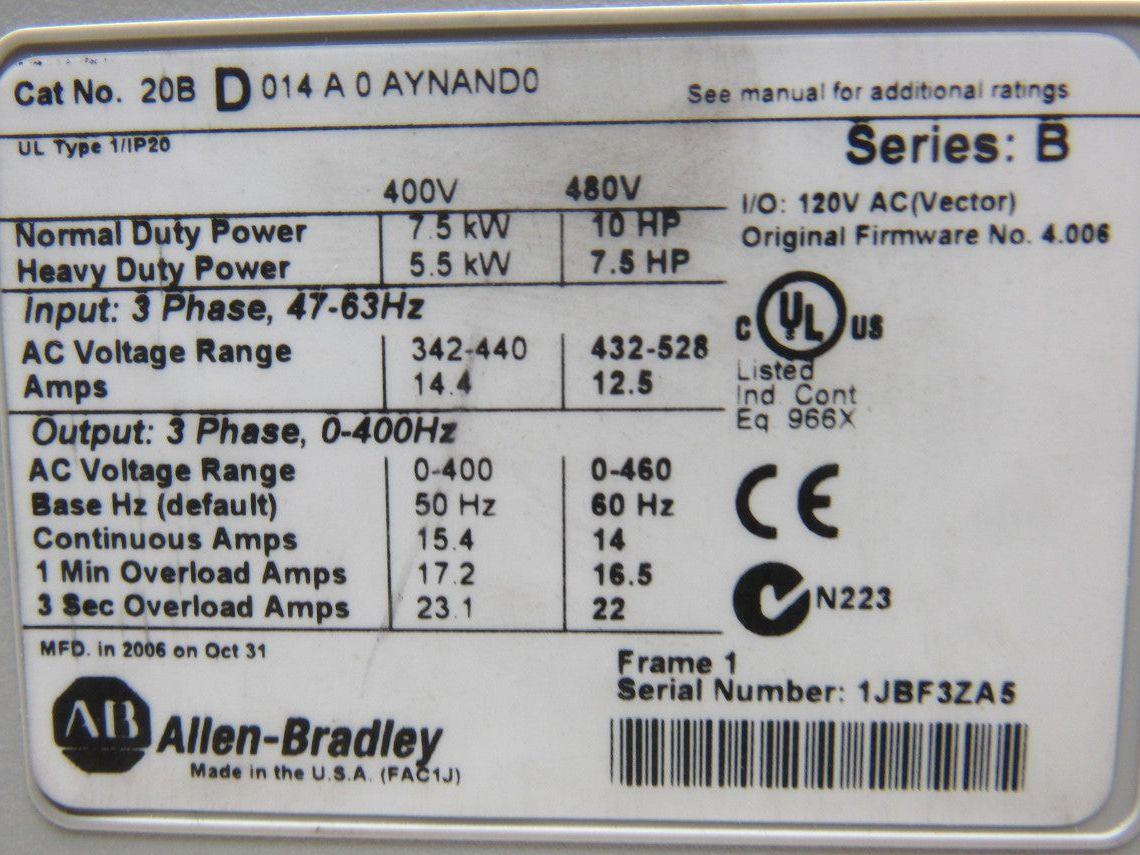 Cat No. 20B D 014 A 0 AYNAND0
See manual for additional ratings
UL Type 1/IP20
Series: B
400V 480V
I/O: 120V AC(Vector)
Normal Duty Power 7.5 kW 10 HP
Original Firmware No. 4.006
Heavy Duty Power 5.5 kW 7.5 HP
Input: 3 Phase, 47-63Hz
C UL US
AC Voltage Range 342-440 432-528
Listed
Amps 14.4 12.5
Ind. Cont
Eq 966X
Output: 3 Phase, 0-400Hz
AC Voltage Range 0-400 0-460
CE
Base Hz (default) 50 Hz 60 Hz
Continuous Amps 15.4 14
1 Min Overload Amps 17.2 16.5
N223
3 Sec Overload Amps 23.1 22
MFD. in 2006 on Oct 31
Frame 1
Serial Number: 1JBF3ZA5
AB Allen-Bradley
Made in the U.S.A. (FAC1J)